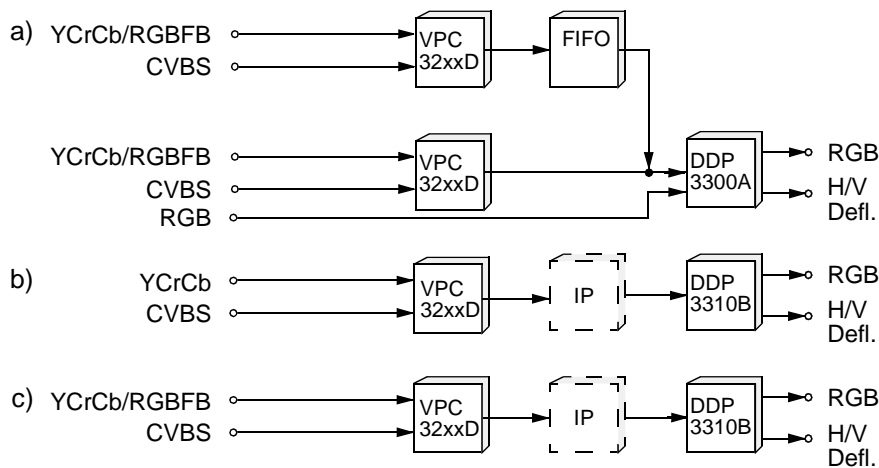 a)
YCrCb/RGBFB
CVBS
VPC
32xxD
FIFO
YCrCb/RGBFB
CVBS
RGB
VPC
32xxD
DDP
3300A
RGB
H/V
Defl.
b)
YCrCb
CVBS
VPC
32xxD
IP
DDP
3310B
RGB
H/V
Defl.
c)
YCrCb/RGBFB
CVBS
VPC
32xxD
IP
DDP
3310B
RGB
H/V
Defl.